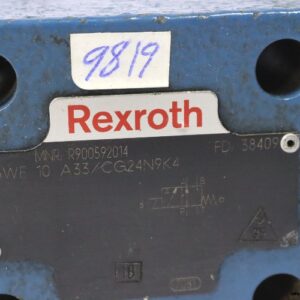 9819
Rexroth
MNR: R900592014 FD: 38409
WE 10 A33/CG24N9K4